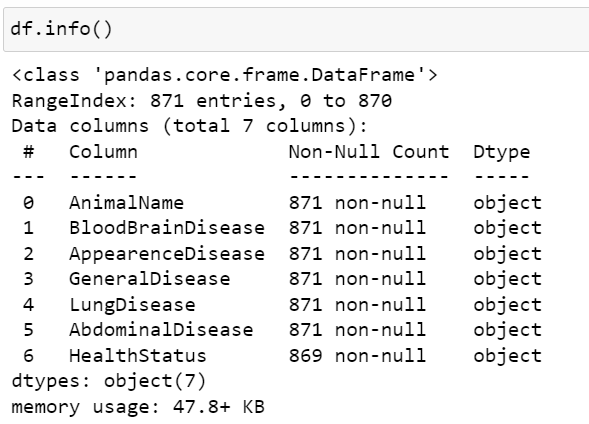 df.info()
<class 'pandas.core.frame.DataFrame'>
RangeIndex: 871 entries, 0 to 870
Data columns (total 7 columns):
 #   Column             Non-Null Count  Dtype
---  ------             --------------  -----
 0   AnimalName         871 non-null    object
 1   BloodBrainDisease  871 non-null    object
 2   AppearenceDisease  871 non-null    object
 3   GeneralDisease     871 non-null    object
 4   LungDisease        871 non-null    object
 5   AbdominalDisease   871 non-null    object
 6   HealthStatus       869 non-null    object
dtypes: object(7)
memory usage: 47.8+ KB